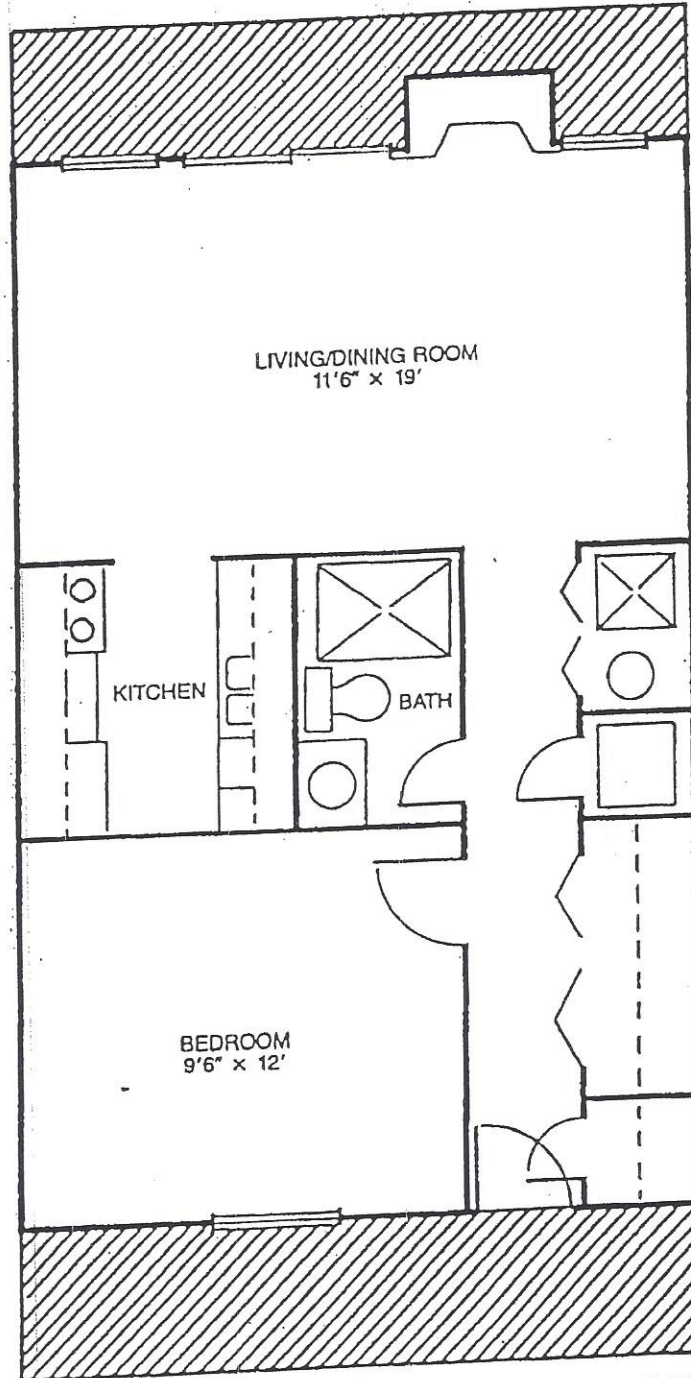 LIVING/DINING ROOM
11'6" × 19'
KITCHEN
BATH
BEDROOM
9'6" × 12'